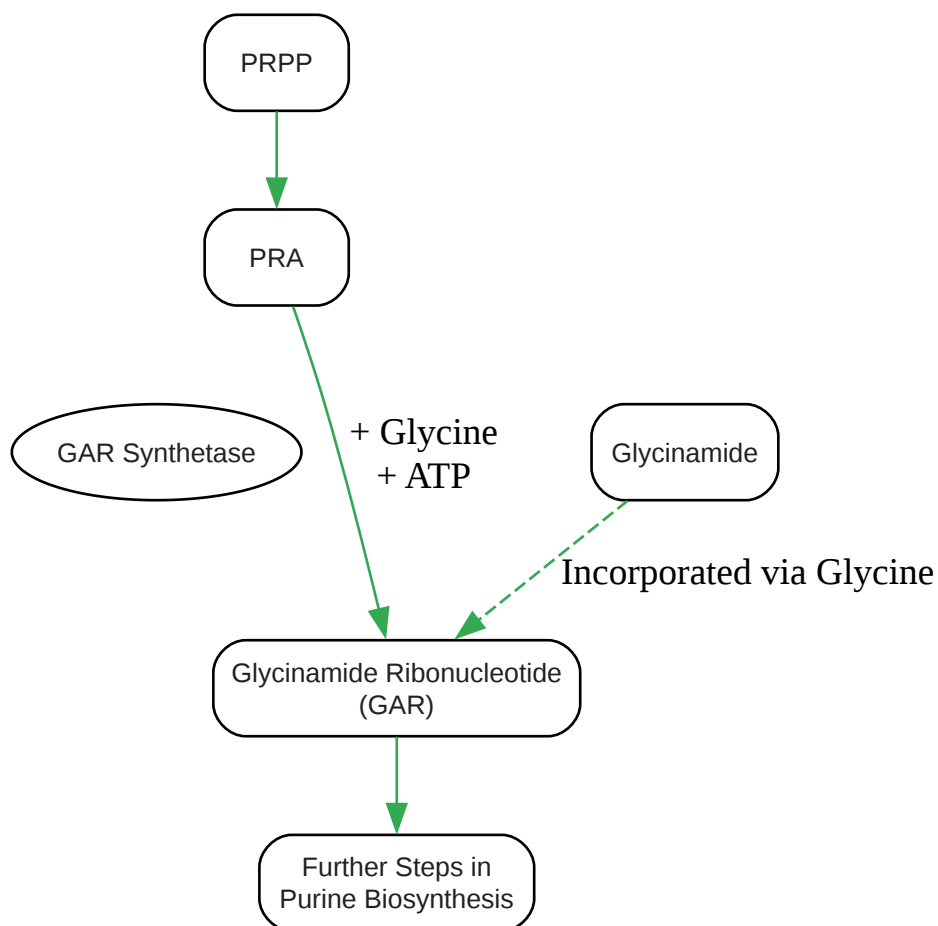 PRPP
PRA
GAR Synthetase
+ Glycine
+ ATP
Glycinamide
Incorporated via Glycine
Glycinamide Ribonucleotide
(GAR)
Further Steps in
Purine Biosynthesis